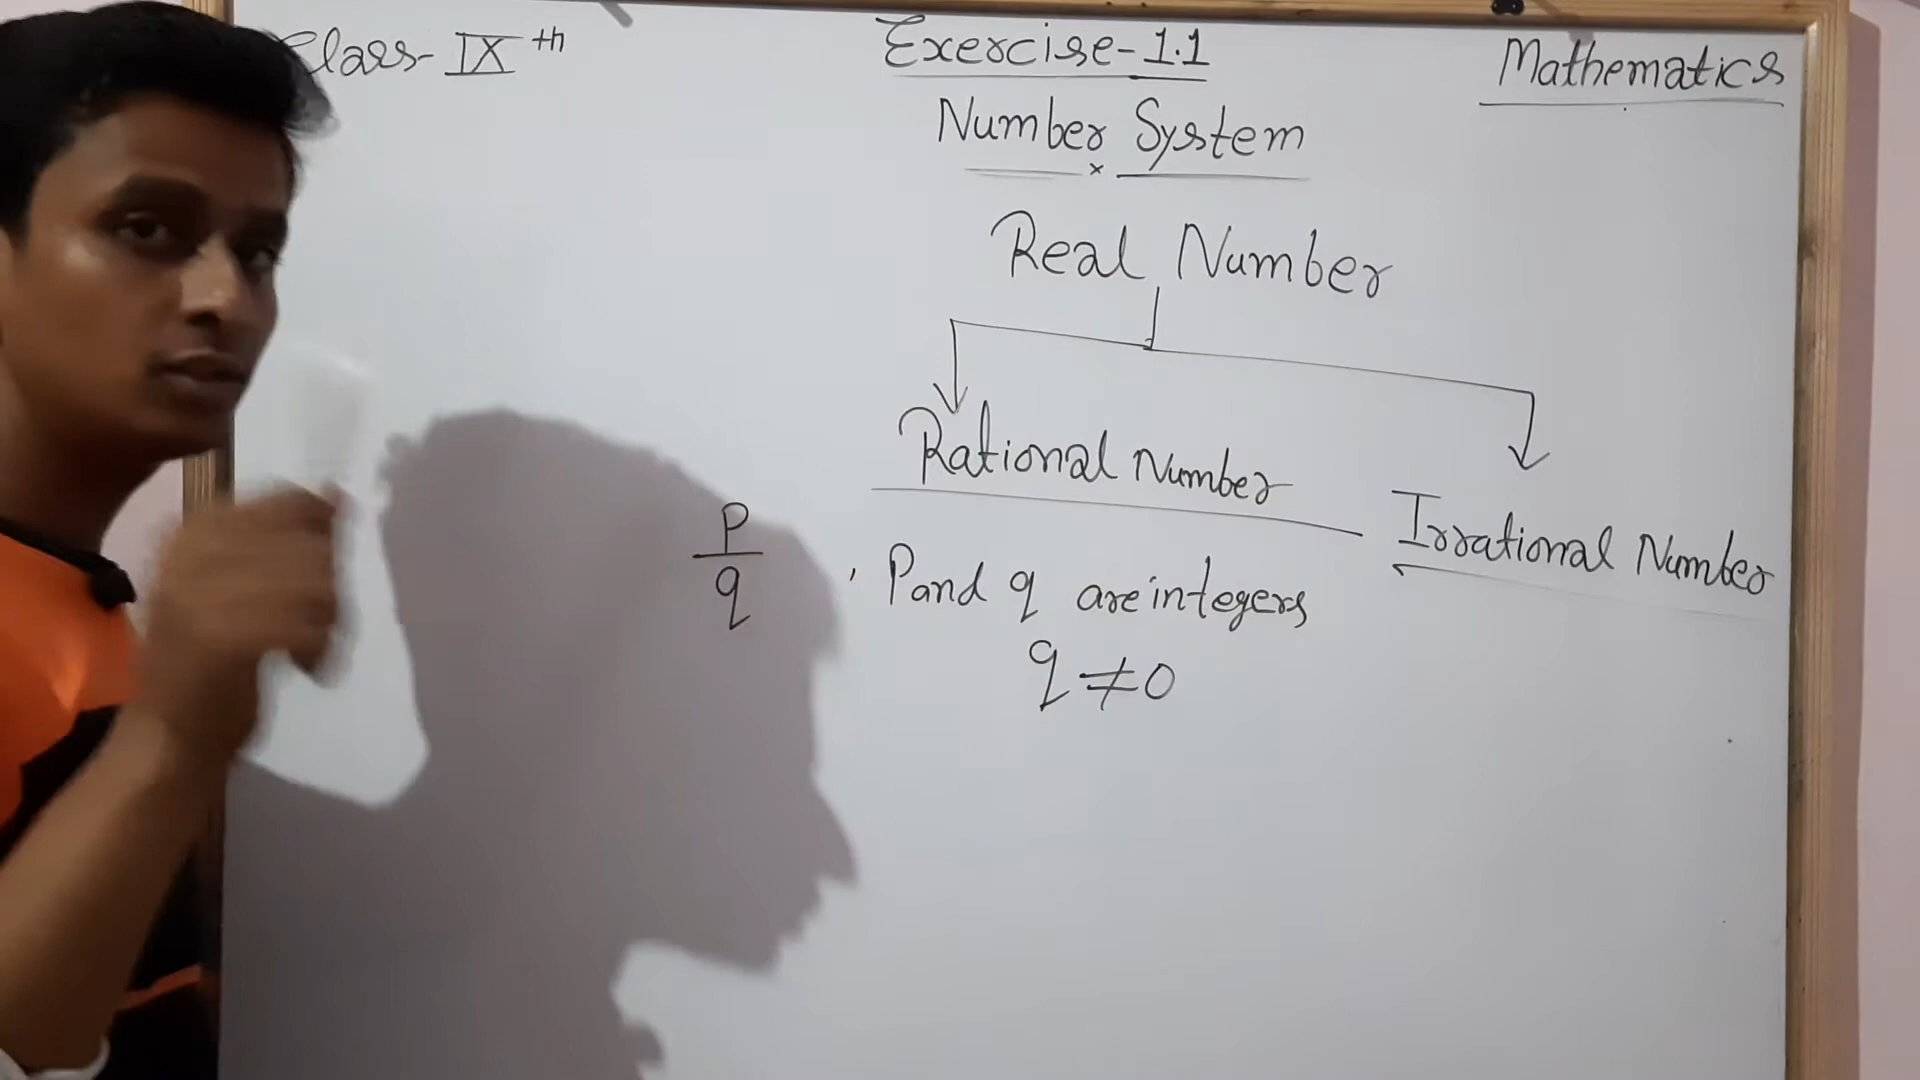 Class-IXth
Exercise-1.1
Mathematics
Number System
Real Number
Rational Number
Irrational Number
P/q , P and q are integers
q ≠ 0